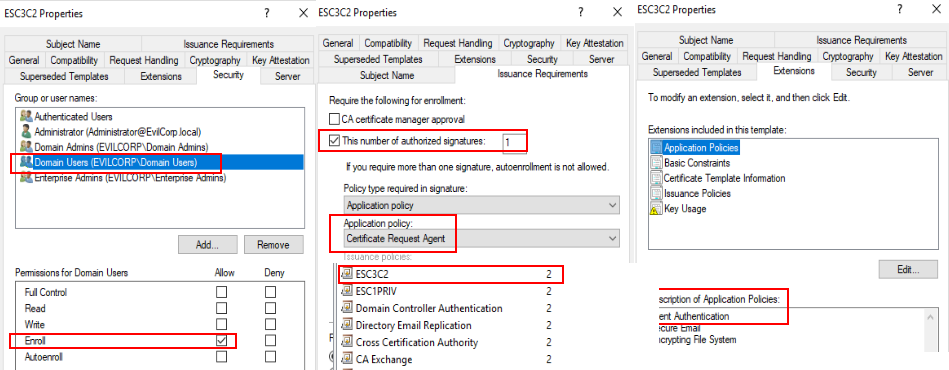 ESC3C2 Properties
? ×
Subject Name Issuance Requirements
General Compatibility Request Handling Cryptography Key Attestation
Superseded Templates Extensions Security Server
Group or user names:
Authenticated Users
Administrator (Administrator@EvilCorp.local)
Domain Admins (EVILCORP\Domain Admins)
Domain Users (EVILCORP\Domain Users)
Enterprise Admins (EVILCORP\Enterprise Admins)
Add... Remove
Permissions for Domain Users Allow Deny
Full Control
Read
Write
Enroll
Autoenroll
ESC3C2 Properties
? ×
General Compatibility Request Handling Cryptography Key Attestation
Superseded Templates Extensions Security Server
Subject Name Issuance Requirements
Require the following for enrollment:
CA certificate manager approval
This number of authorized signatures: 1
If you require more than one signature, autoenrollment is not allowed.
Policy type required in signature:
Application policy
Application policy:
Certificate Request Agent
Issuance policies:
ESC3C2 2
ESC1PRIV 2
Domain Controller Authentication 2
Directory Email Replication 2
Cross Certification Authority 2
CA Exchange 2
ESC3C2 Properties
? ×
Subject Name Issuance Requirements
General Compatibility Request Handling Cryptography Key Attestation
Superseded Templates Extensions Security Server
To modify an extension, select it, and then click Edit.
Extensions included in this template:
Application Policies
Basic Constraints
Certificate Template Information
Issuance Policies
Key Usage
Edit...
scription of Application Policies:
ent Authentication
ecure Email
ncrypting File System